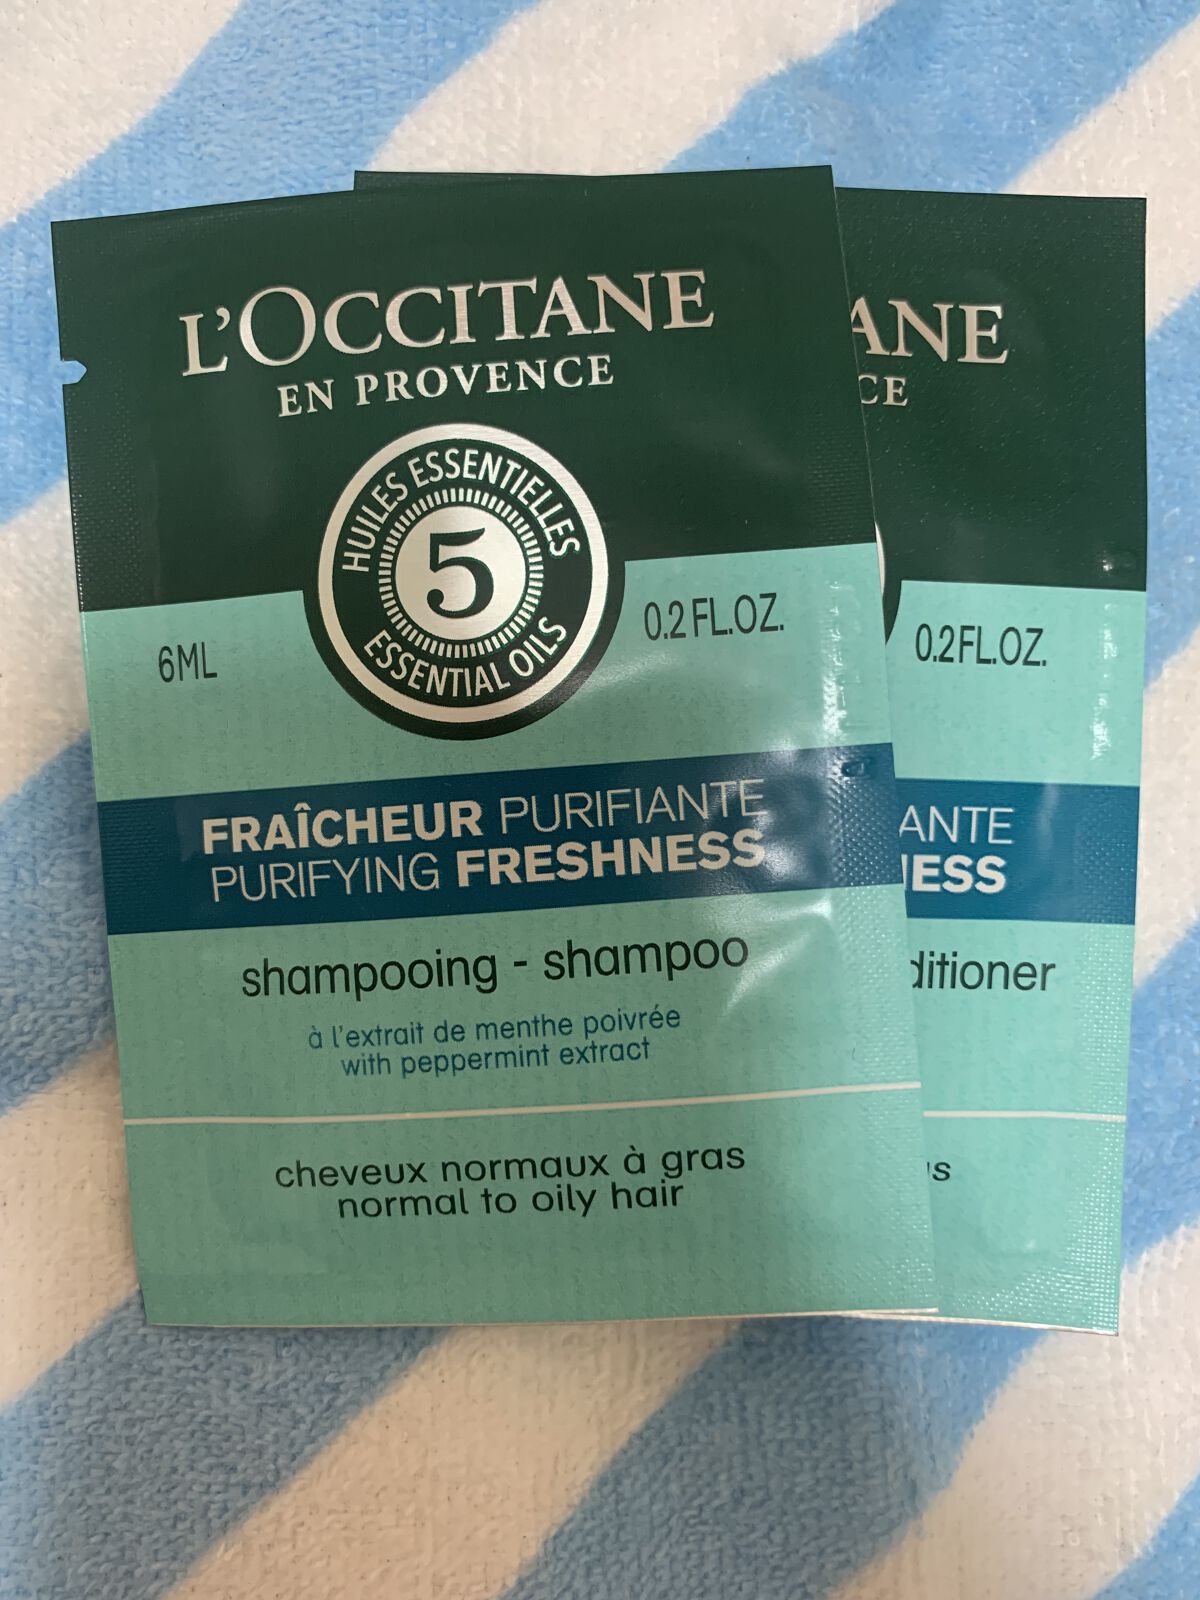 L'OCCITANE
EN PROVENCE
HUILES ESSENTIELLES
5
ESSENTIAL OILS
6ML
0.2 FL.OZ.
FRAÎCHEUR PURIFIANTE
PURIFYING FRESHNESS
shampooing - shampoo
à l'extrait de menthe poivrée
with peppermint extract
cheveux normaux à gras
normal to oily hair
ANE
CE
0.2FL.OZ.
ANTE
NESS
ditioner